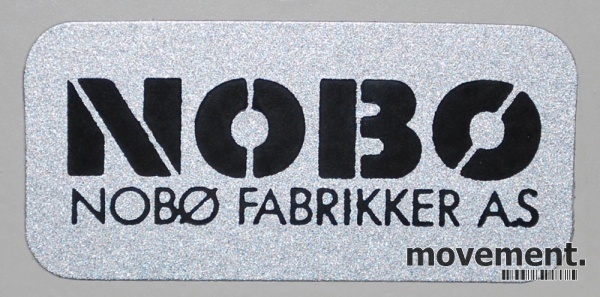 NOBØ
NOBØ FABRIKKER AS
movement.